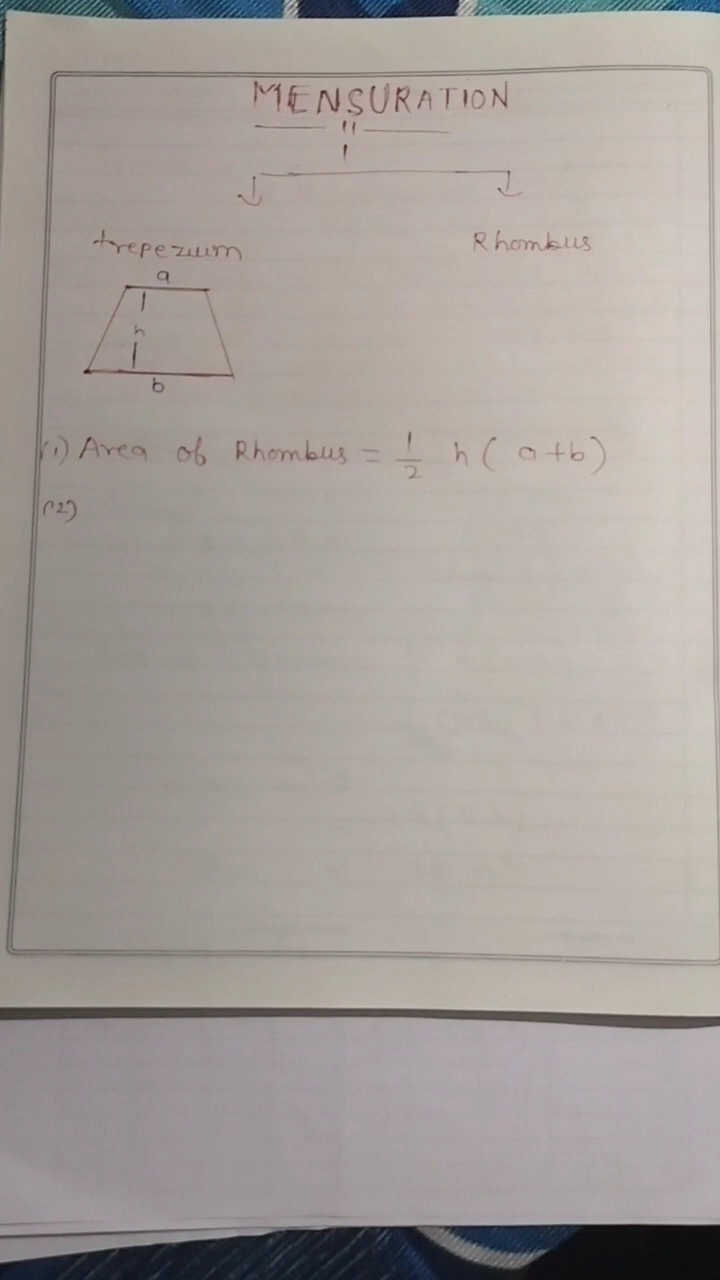 MENSURATION
trepezium
Rhombus
a
h
b
(1) Area of Rhombus = 1/2 h ( a+b)
(2)